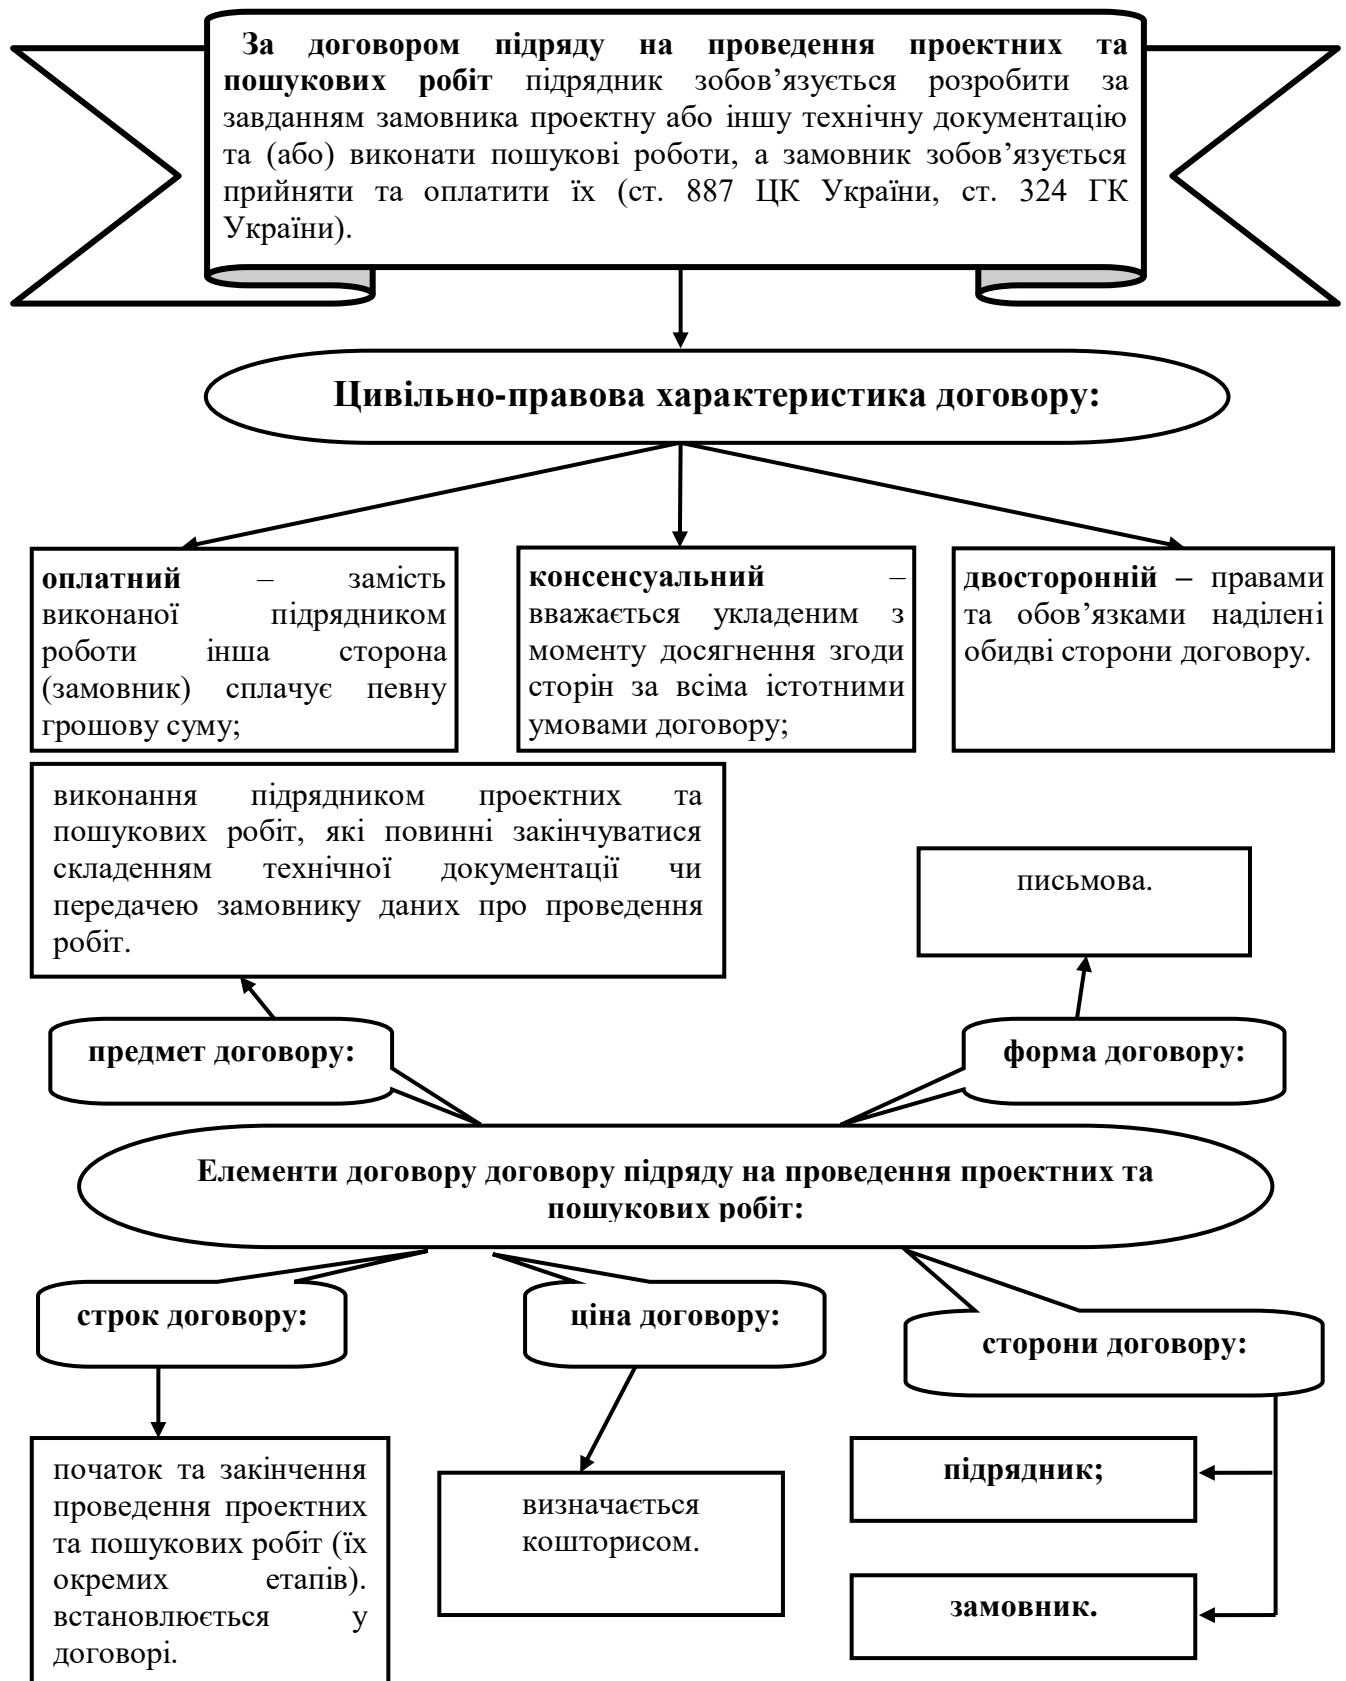 За договором підряду на проведення проектних та
пошукових робіт підрядник зобов’язується розробити за
завданням замовника проектну або іншу технічну документацію
та (або) виконати пошукові роботи, а замовник зобов’язується
прийняти та оплатити їх (ст. 887 ЦК України, ст. 324 ГК
України).
Цивільно-правова характеристика договору:
оплатний – замість
виконаної підрядником
роботи інша сторона
(замовник) сплачує певну
грошову суму;
консенсуальний –
вважається укладеним з
моменту досягнення згоди
сторін за всіма істотними
умовами договору;
двосторонній – правами
та обов’язками наділені
обидві сторони договору.
виконання підрядником проектних та
пошукових робіт, які повинні закінчуватися
складенням технічної документації чи
передачею замовнику даних про проведення
робіт.
письмова.
предмет договору:
форма договору:
Елементи договору договору підряду на проведення проектних та
пошукових робіт:
строк договору:
ціна договору:
сторони договору:
початок та закінчення
проведення проектних
та пошукових робіт (їх
окремих етапів).
встановлюється у
договорі.
визначається
кошторисом.
підрядник;
замовник.